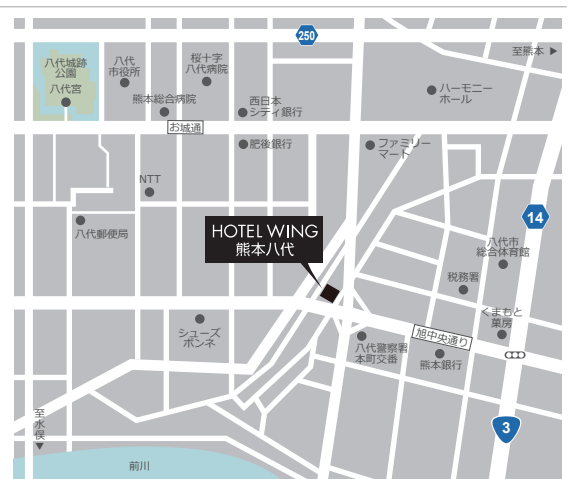 250
至熊本 ▶
八代城跡
公園
八代宮
八代
市役所
桜十字
八代病院
熊本総合病院
西日本
シティ銀行
ハーモニー
ホール
お城通
肥後銀行
ファミリー
マート
NTT
八代郵便局
HOTEL WING
熊本八代
14
八代市
総合体育館
税務署
くまもと
菓房
シューズ
ボンネ
旭中央通り
八代警察署
本町交番
熊本銀行
至水俣
▼
3
前川